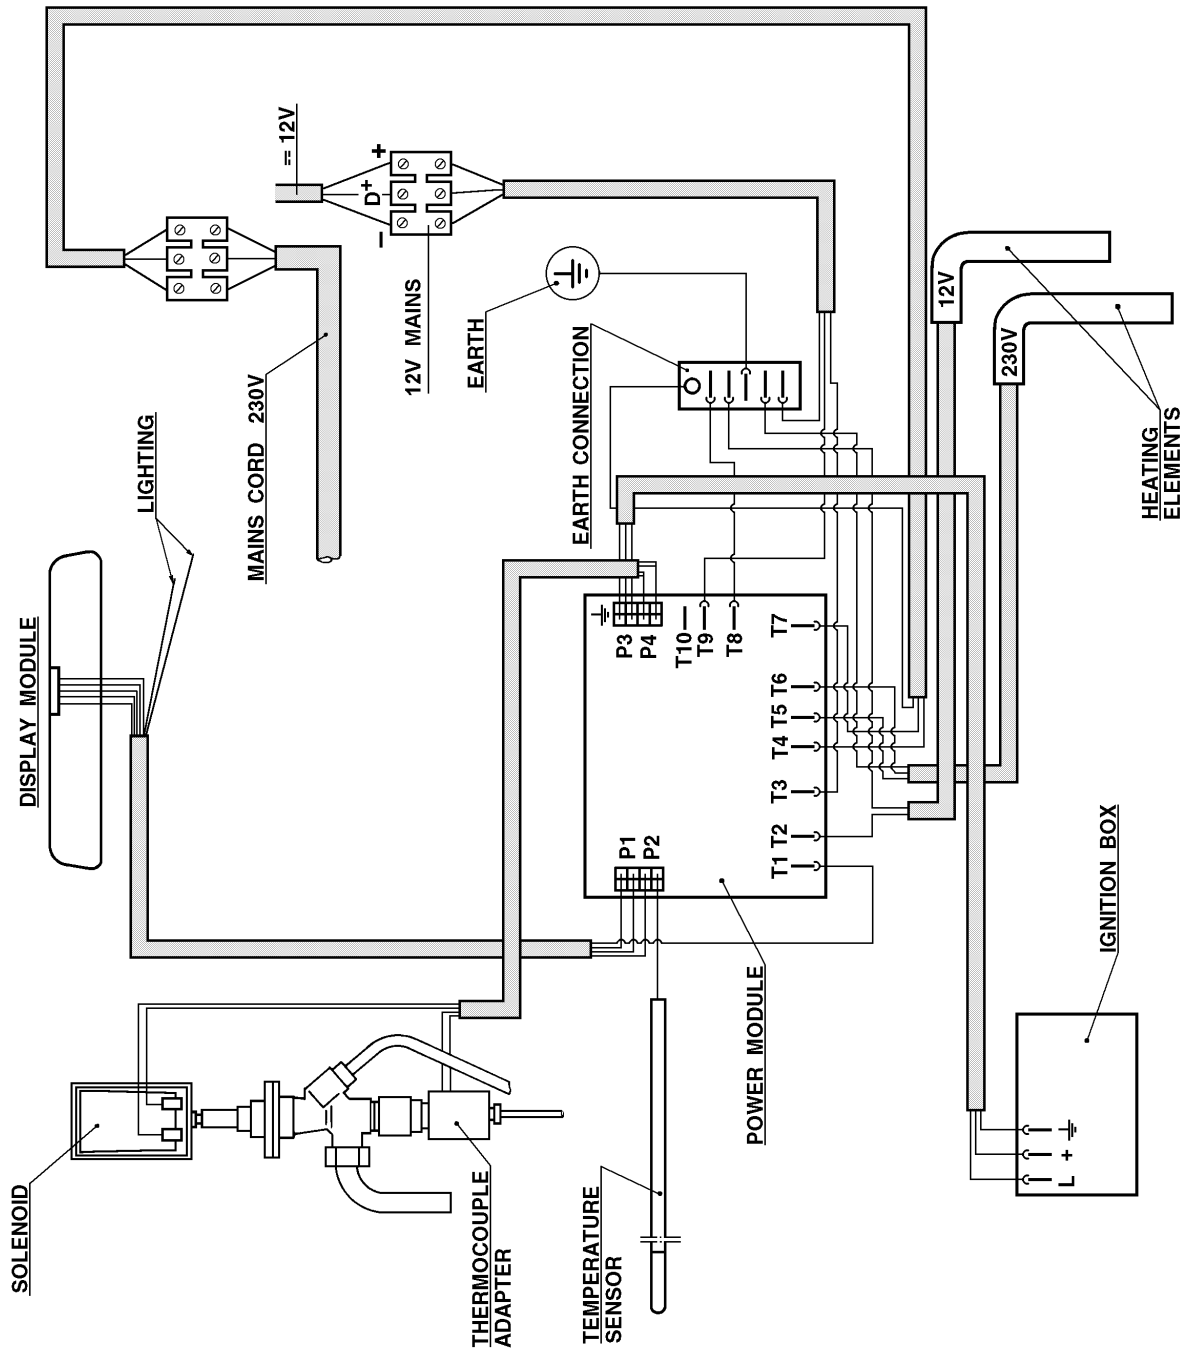 = 12V
+
D+
−
12V MAINS
EARTH
EARTH CONNECTION
MAINS CORD 230V
LIGHTING
DISPLAY MODULE
12V
230V
HEATING
ELEMENTS
P3
P4
T10
T9
T8
T7
T6
T5
T4
T3
T2
T1
P1
P2
POWER MODULE
IGNITION BOX
L
+
SOLENOID
THERMOCOUPLE
ADAPTER
TEMPERATURE
SENSOR